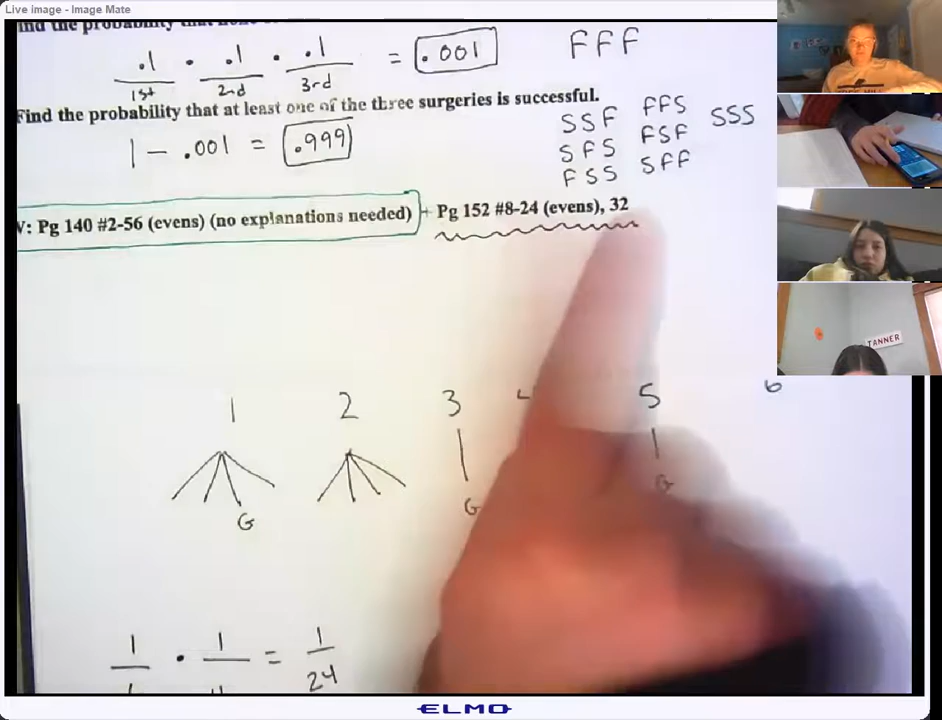 Live image - Image Mate
.1 · .1 · .1 = .001 FFF
1st 2nd 3rd
Find the probability that at least one of the three surgeries is successful.
1 - .001 = .999
SSF FFS SSS
SFS FSF
FSS SFF
V: Pg 140 #2-56 (evens) (no explanations needed) + Pg 152 #8-24 (evens), 32
TANNER
1 2 3 5 6
G G G
1 · 1 = 1
24
ELMO